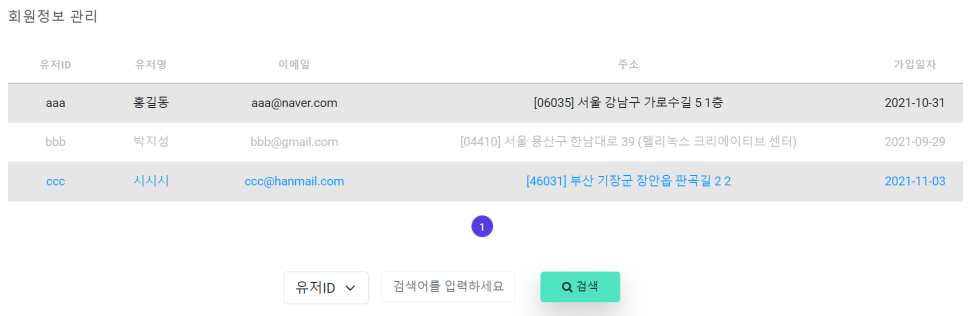 회원정보 관리
유저ID 유저명 이메일 주소 가입일자
aaa 홍길동 aaa@naver.com [06035] 서울 강남구 가로수길 5 1층 2021-10-31
bbb 박지성 bbb@gmail.com [04410] 서울 용산구 한남대로 39 (헬리녹스 크리에이티브 센터) 2021-09-29
ccc 시시시 ccc@hanmail.com [46031] 부산 기장군 장안읍 판곡길 2 2 2021-11-03
1
유저ID 검색어를 입력하세요 검색